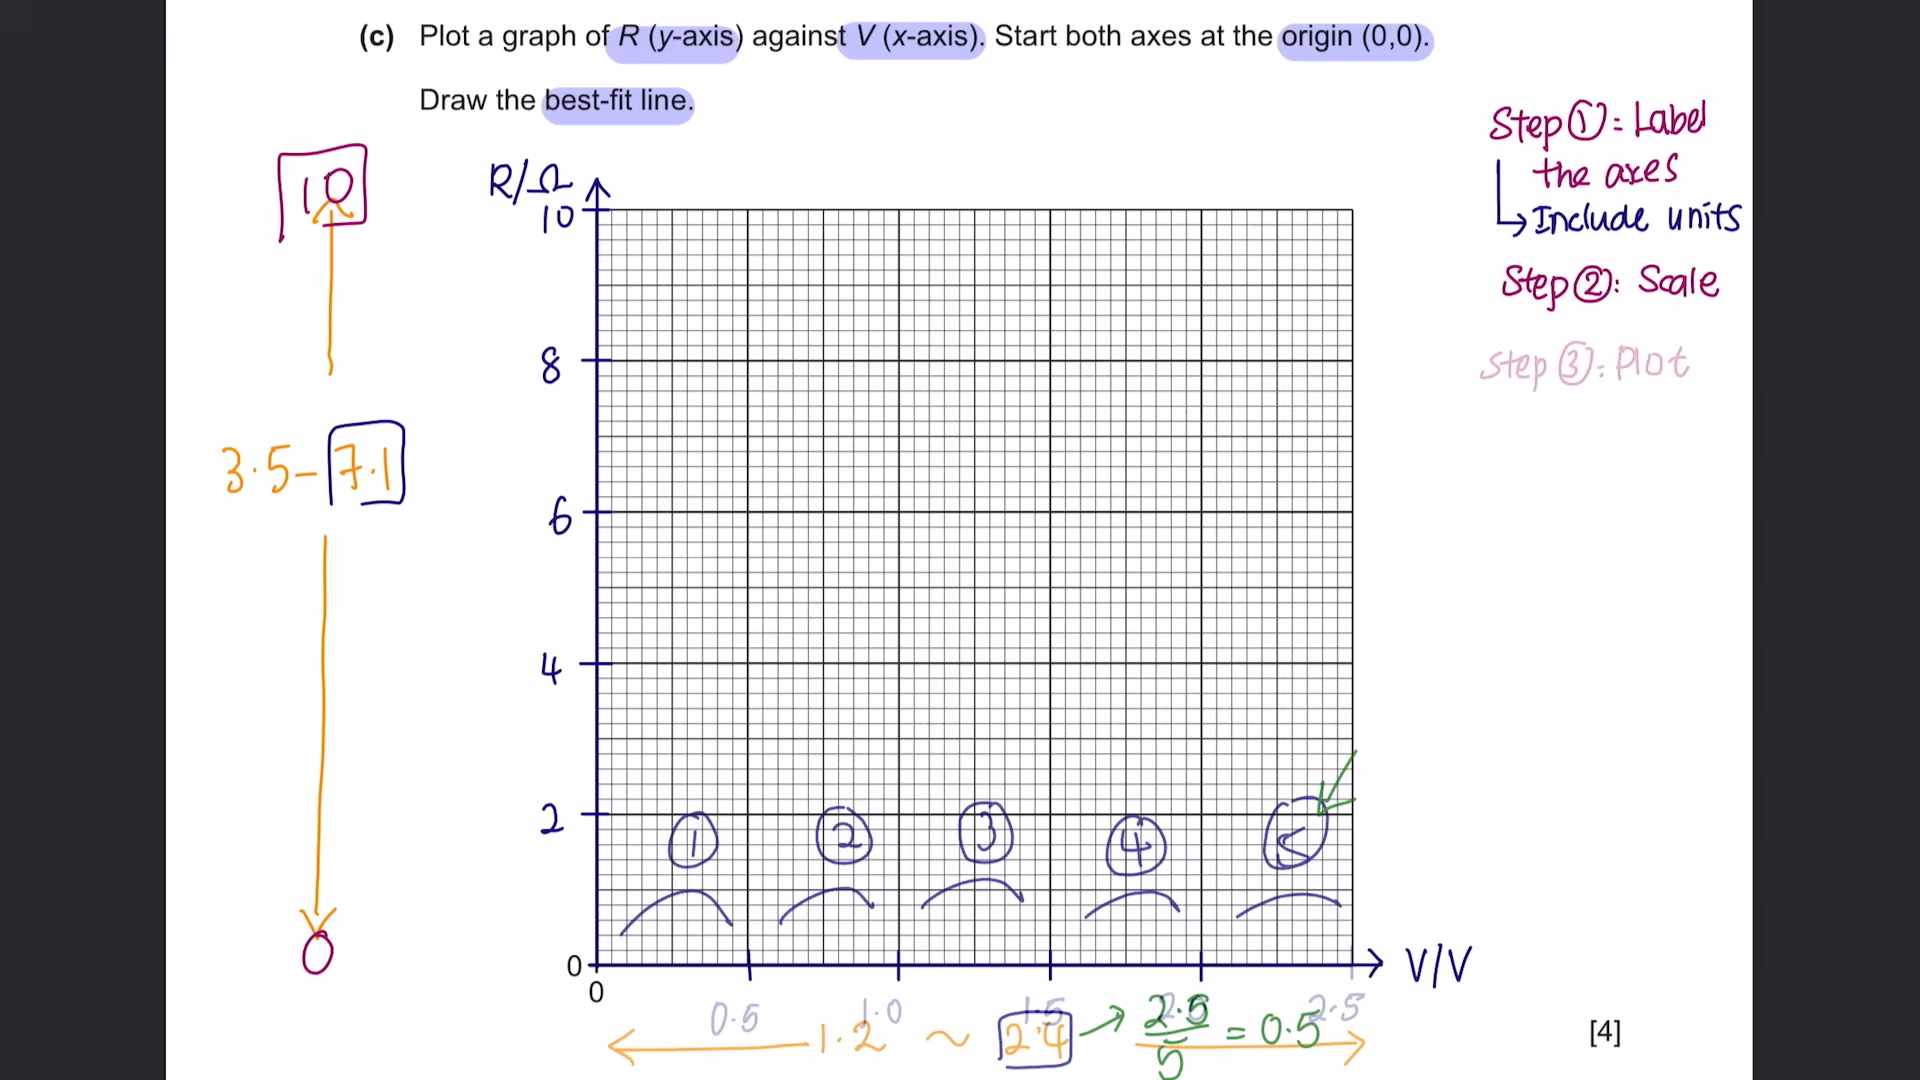 (c) Plot a graph of R (y-axis) against V (x-axis). Start both axes at the origin (0,0).
Draw the best-fit line.
Step ①: Label
the axes
Include units
Step ②: Scale
Step ③: Plot
10
3.5-7.1
0
R/Ω
10
8
6
4
2
0
① ② ③ ④ ⑤
V/V
0
0.5 1.0 1.5 2.0 2.5
1.2 ~ 2.4 → 2.5/5 = 0.5
[4]